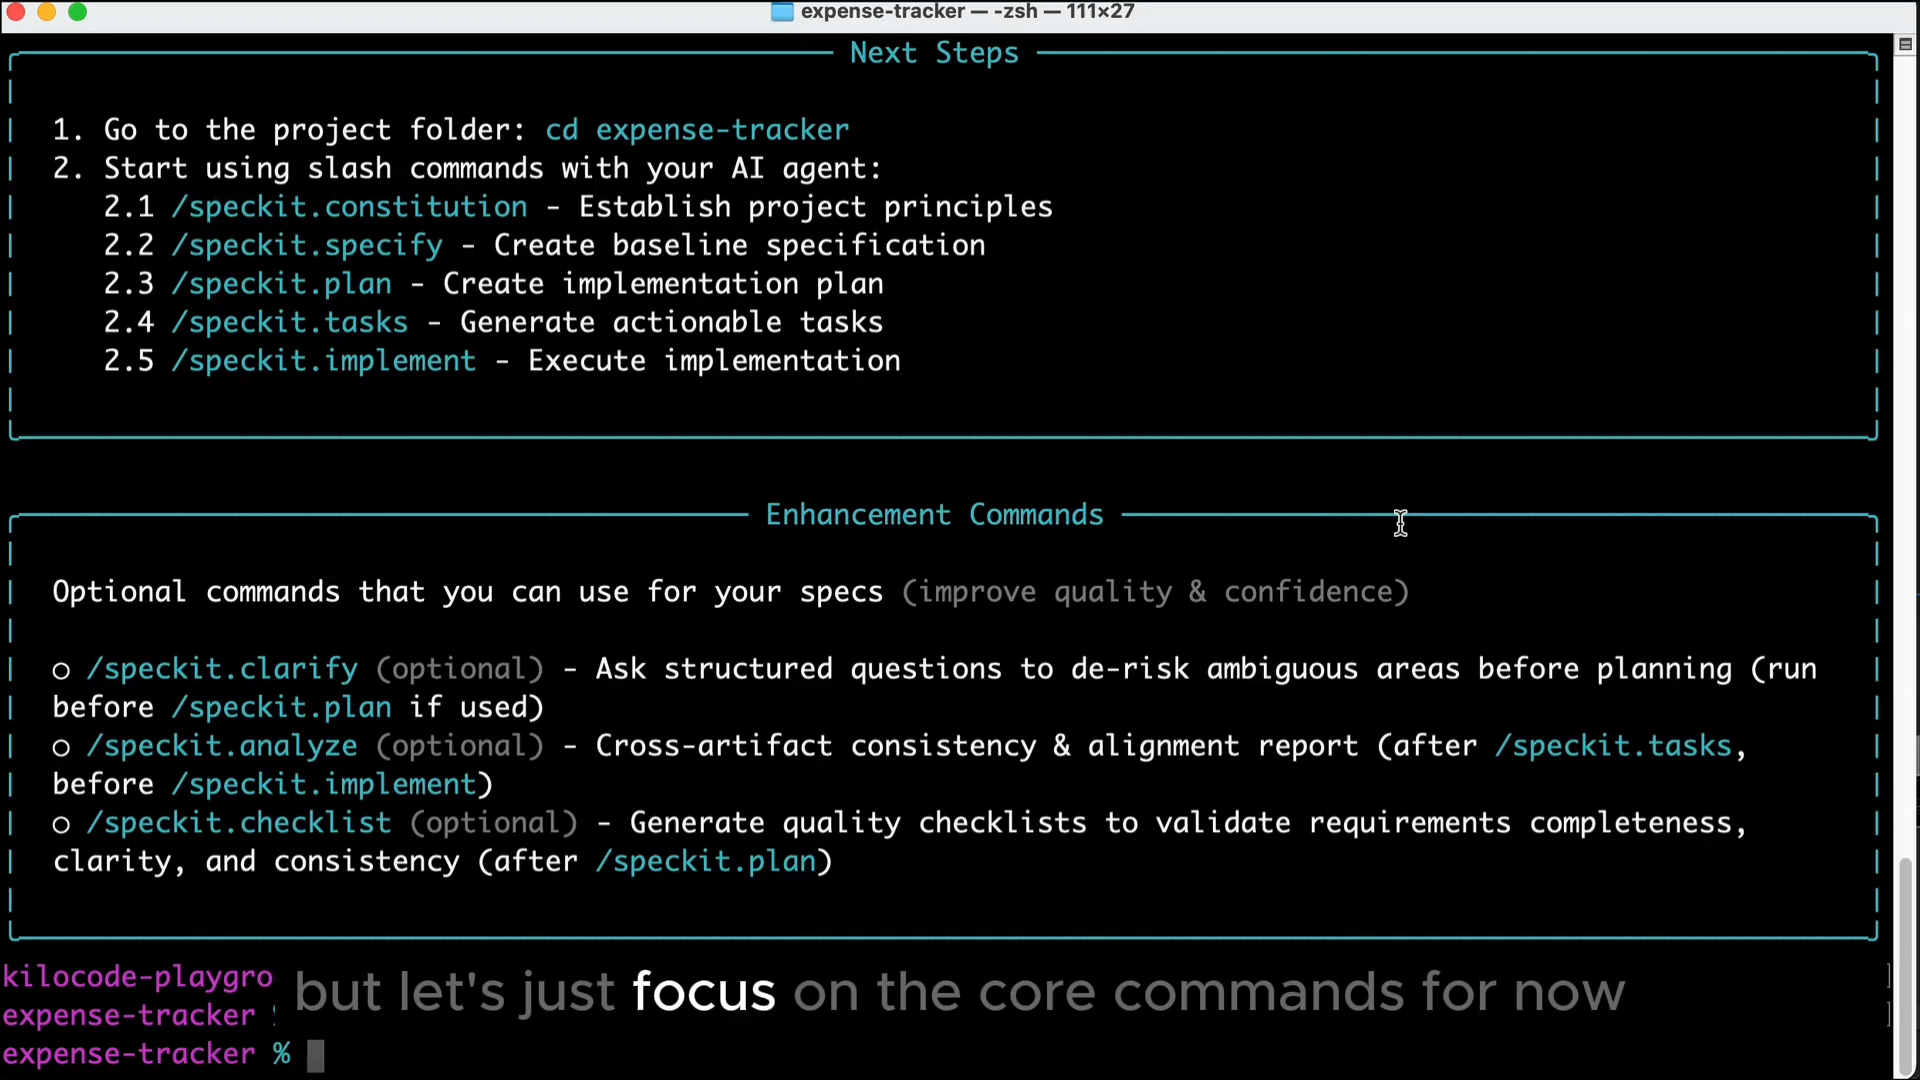 expense-tracker — -zsh — 111×27
Next Steps
1. Go to the project folder: cd expense-tracker
2. Start using slash commands with your AI agent:
2.1 /speckit.constitution - Establish project principles
2.2 /speckit.specify - Create baseline specification
2.3 /speckit.plan - Create implementation plan
2.4 /speckit.tasks - Generate actionable tasks
2.5 /speckit.implement - Execute implementation
Enhancement Commands
Optional commands that you can use for your specs (improve quality & confidence)
○ /speckit.clarify (optional) - Ask structured questions to de-risk ambiguous areas before planning (run
before /speckit.plan if used)
○ /speckit.analyze (optional) - Cross-artifact consistency & alignment report (after /speckit.tasks,
before /speckit.implement)
○ /speckit.checklist (optional) - Generate quality checklists to validate requirements completeness,
clarity, and consistency (after /speckit.plan)
kilocode-playgro
but let's just focus on the core commands for now
expense-tracker
expense-tracker %